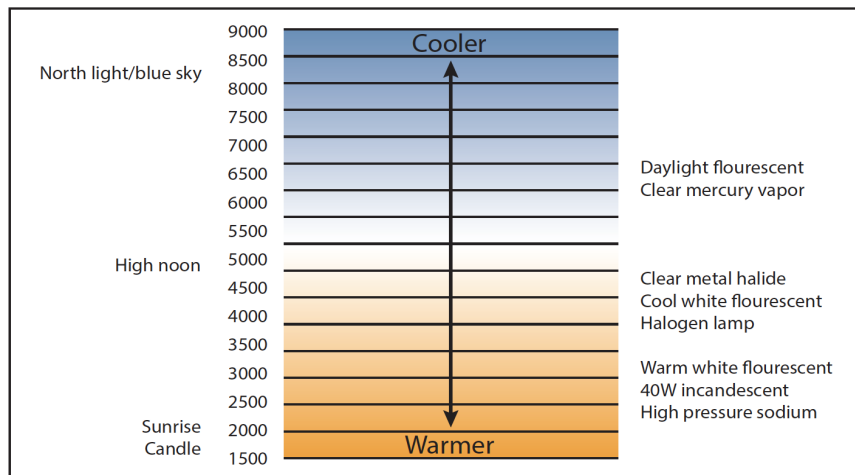 9000
Cooler
8500
North light/blue sky
8000
7500
7000
6500
Daylight flourescent
Clear mercury vapor
6000
5500
5000
High noon
Clear metal halide
4500
Cool white flourescent
4000
Halogen lamp
3500
Warm white flourescent
3000
40W incandescent
2500
High pressure sodium
Sunrise
2000
Candle
Warmer
1500